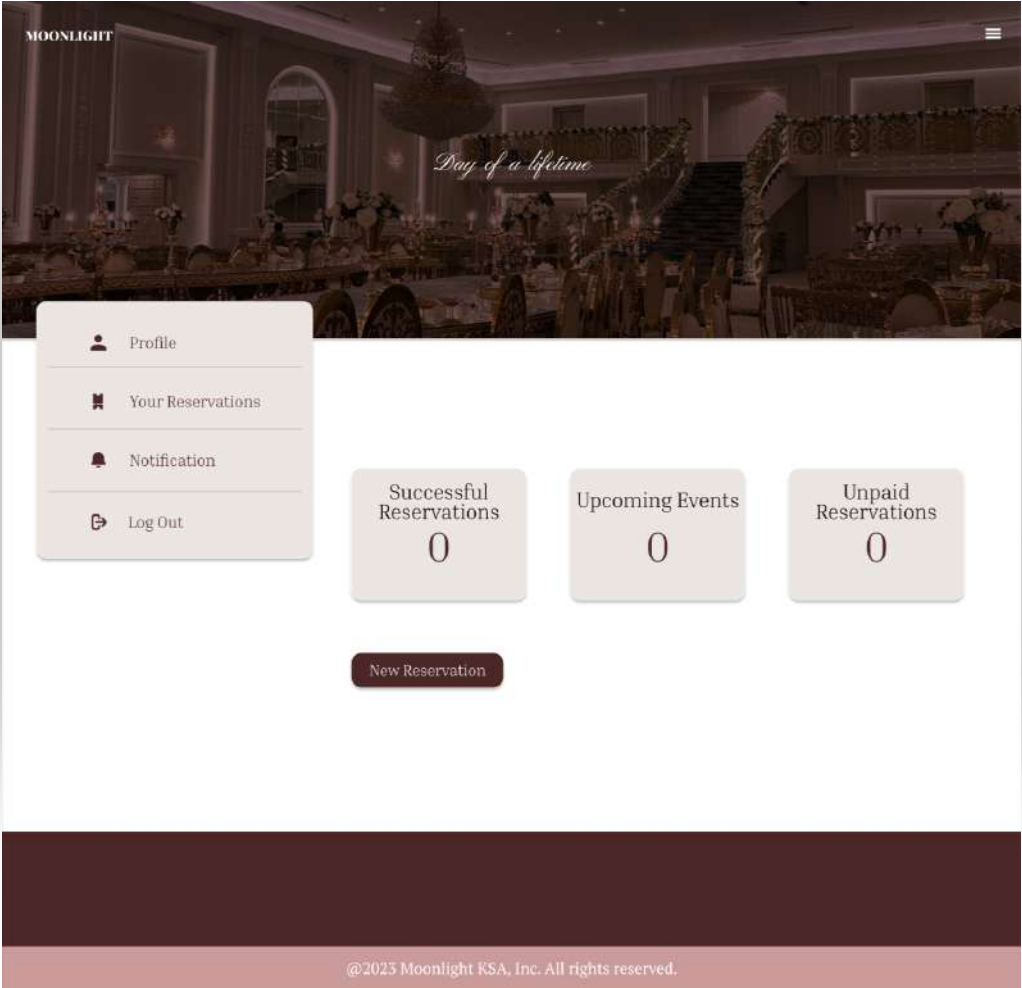 MOONLIGHT
Day of a lifetime
Profile
Your Reservations
Notification
Log Out
Successful
Reservations
0
Upcoming Events
0
Unpaid
Reservations
0
New Reservation
@2023 Moonlight KSA, Inc. All rights reserved.